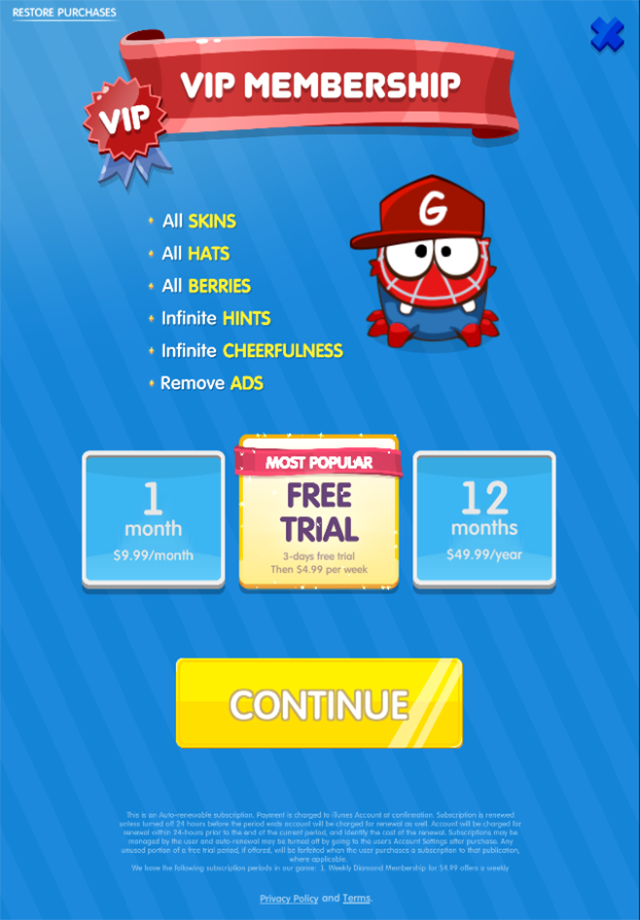 RESTORE PURCHASES
VIP MEMBERSHIP
VIP
All SKINS
All HATS
All BERRIES
Infinite HINTS
Infinite CHEERFULNESS
Remove ADS
G
MOST POPULAR
1
month
$9.99/month
FREE
TRIAL
3-days free trial
Then $4.99 per week
12
months
$49.99/year
CONTINUE
This is an Auto-renewable subscription. Payment is charged to iTunes Account at confirmation. Subscription is renewed
unless turned off 24 hours before the period ends account will be charged for renewal as well. Account will be charged for
renewal within 24-hours prior to the end of the current period, and identify the cost of the renewal. Subscriptions may be
managed by the user and auto-renewal may be turned off by going to the user's Account Settings after purchase. Any
unused portion of a free trial period, if offered, will be forfeited when the user purchases a subscription to that publication,
where applicable.
We have the following subscription periods in our game: 1. Weekly Diamond Membership for $4.99 offers a weekly
Privacy Policy and Terms.